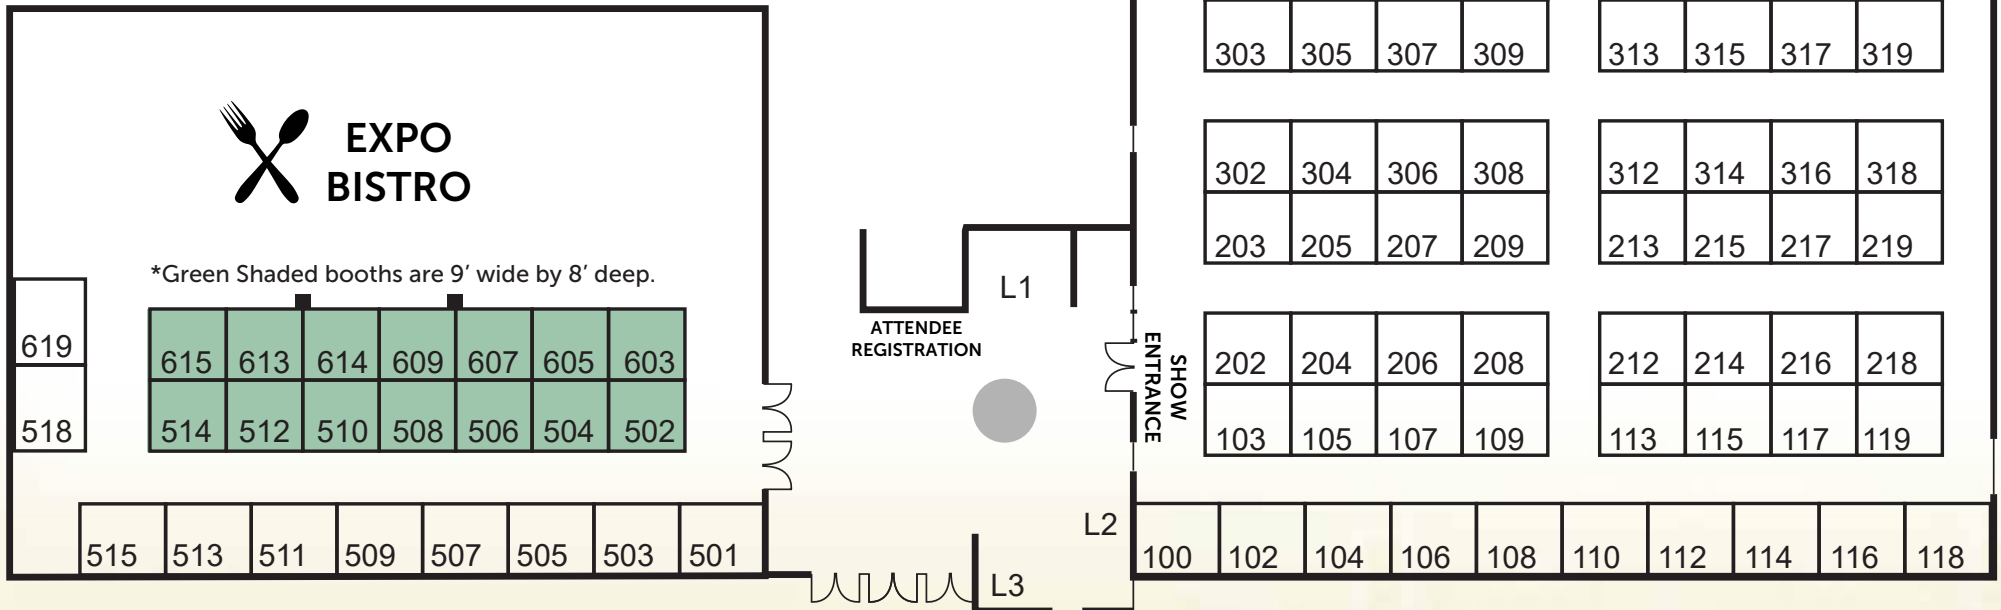 303 305 307 309 313 315 317 319
EXPO
BISTRO
302 304 306 308 312 314 316 318
203 205 207 209 213 215 217 219
*Green Shaded booths are 9’ wide by 8’ deep.
L1
619
615 613 614 609 607 605 603
518
514 512 510 508 506 504 502
ATTENDEE
REGISTRATION
SHOW
ENTRANCE
202 204 206 208 212 214 216 218
103 105 107 109 113 115 117 119
515 513 511 509 507 505 503 501
L2
100 102 104 106 108 110 112 114 116 118
L3